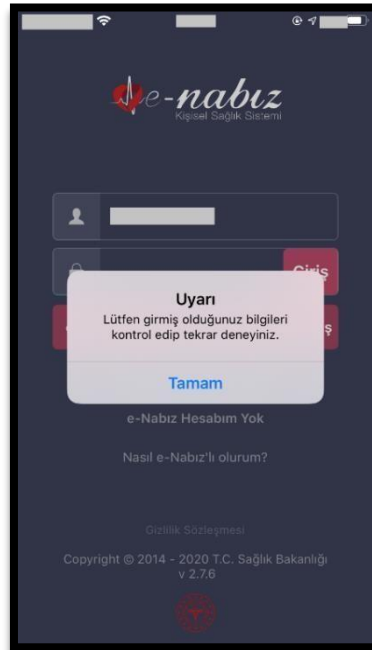 e-nabız
Kişisel Sağlık Sistemi
Giriş
Uyarı
Lütfen girmiş olduğunuz bilgileri
kontrol edip tekrar deneyiniz.
Tamam
e-Nabız Hesabım Yok
Nasıl e-Nabız'lı olurum?
Gizlilik Sözleşmesi
Copyright © 2014 - 2020 T.C. Sağlık Bakanlığı
v 2.7.6